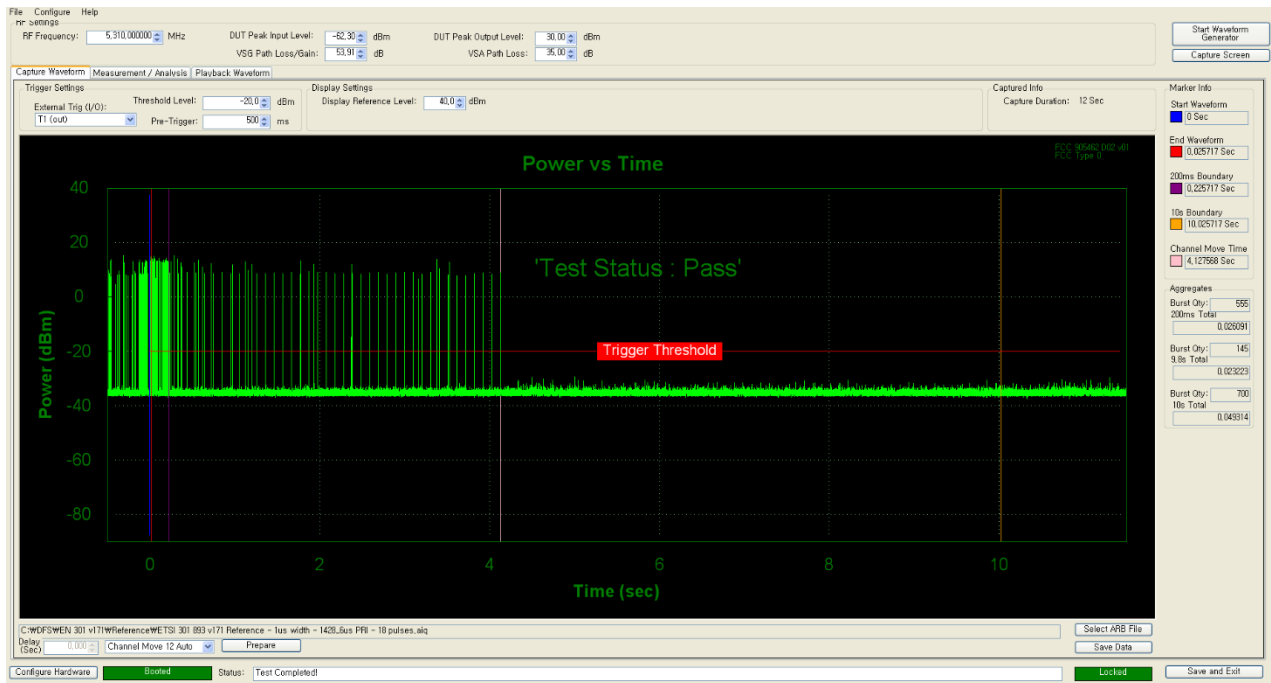 File Configure Help
RF Settings
RF Frequency: 5,310,000000 MHz DUT Peak Input Level: -62,30 dBm DUT Peak Output Level: 30,00 dBm
VSG Path Loss/Gain: 53,91 dB VSA Path Loss: 35,00 dB
Start Waveform Generator
Capture Screen
Capture Waveform Measurement / Analysis Playback Waveform
Trigger Settings
External Trig (I/O): Threshold Level: -20,0 dBm
T1 (out) Pre-Trigger: 500 ms
Display Settings
Display Reference Level: 40,0 dBm
Captured Info
Capture Duration: 12 Sec
Marker Info
Start Waveform
0 Sec
End Waveform
0,025717 Sec
200ms Boundary
0,225717 Sec
10s Boundary
10,025717 Sec
Channel Move Time
4,127568 Sec
Aggregates
Burst Qty: 555
200ms Total
0,026091
Burst Qty: 145
9,8s Total
0,023223
Burst Qty: 700
10s Total
0,049314
FCC 905462 D02 v01
FCC Type 0
Power vs Time
40
20
0
-20
-40
-60
-80
Power (dBm)
'Test Status : Pass'
Trigger Threshold
0 2 4 6 8 10
Time (sec)
C:₩DFS₩EN 301 v171₩Reference₩ETSI 301 893 v171 Reference - 1us width - 1428_6us PRI - 18 pulses,aiq
Select ARB File
Delay (Sec) 0,000 Channel Move 12 Auto Prepare
Save Data
Configure Hardware Booted Status: Test Completed! Locked Save and Exit